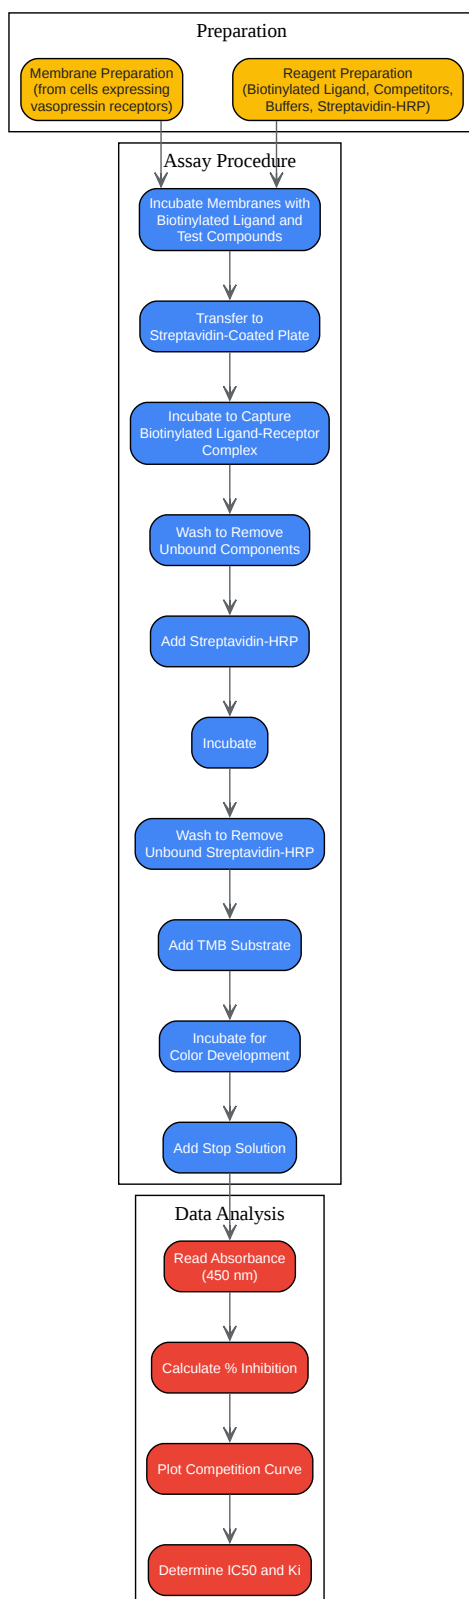 Preparation
Membrane Preparation
(from cells expressing
vasopressin receptors)
Reagent Preparation
(Biotinylated Ligand, Competitors,
Buffers, Streptavidin-HRP)
Assay Procedure
Incubate Membranes with
Biotinylated Ligand and
Test Compounds
Transfer to
Streptavidin-Coated Plate
Incubate to Capture
Biotinylated Ligand-Receptor
Complex
Wash to Remove
Unbound Components
Add Streptavidin-HRP
Incubate
Wash to Remove
Unbound Streptavidin-HRP
Add TMB Substrate
Incubate for
Color Development
Add Stop Solution
Data Analysis
Read Absorbance
(450 nm)
Calculate % Inhibition
Plot Competition Curve
Determine IC50 and Ki